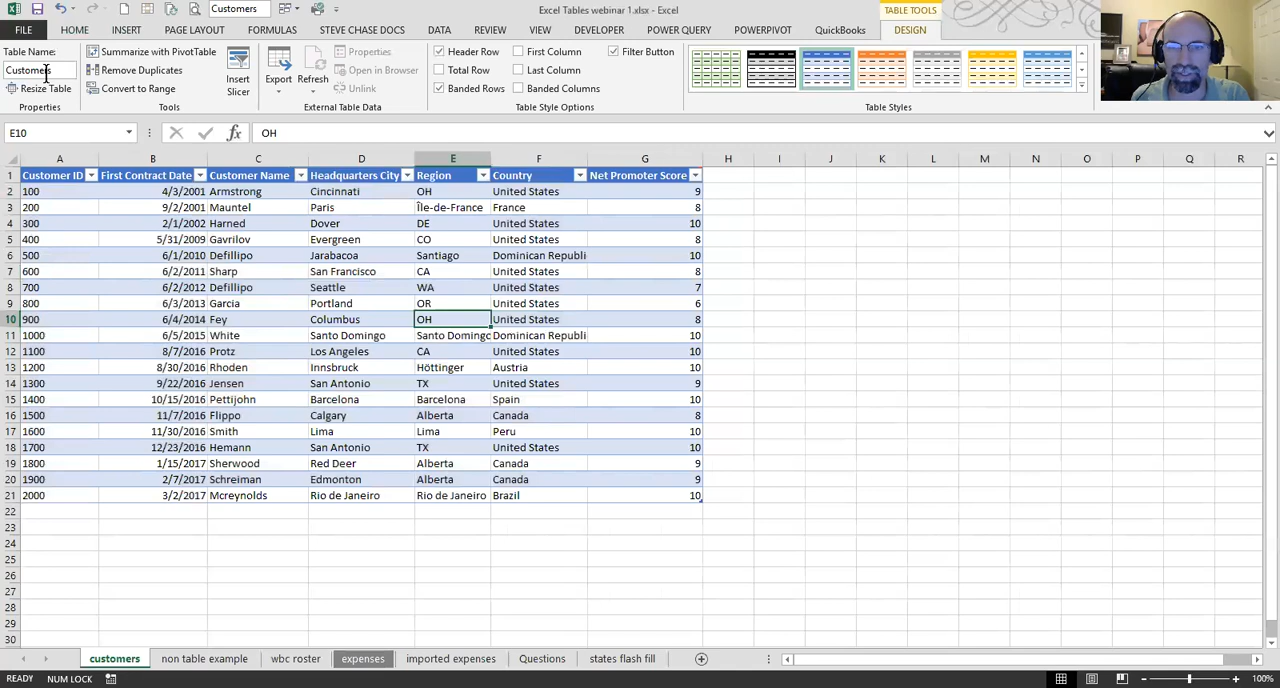 Customers
Excel Tables webinar 1.xlsx - Excel
TABLE TOOLS
FILE HOME INSERT PAGE LAYOUT FORMULAS STEVE CHASE DOCS DATA REVIEW VIEW DEVELOPER POWER QUERY POWERPIVOT QuickBooks DESIGN
Table Name:
Customers
Resize Table
Properties
Summarize with PivotTable
Remove Duplicates
Convert to Range
Tools
Insert
Slicer
Export
Refresh
Properties
Open in Browser
Unlink
External Table Data
Header Row First Column Filter Button
Total Row Last Column
Banded Rows Banded Columns
Table Style Options
Table Styles
E10 fx OH
A B C D E F G H I J K L M N O P Q R
1 Customer ID First Contract Date Customer Name Headquarters City Region Country Net Promoter Score
2 100 4/3/2001 Armstrong Cincinnati OH United States 9
3 200 9/2/2001 Mauntel Paris Île-de-France France 8
4 300 2/1/2002 Harned Dover DE United States 10
5 400 5/31/2009 Gavrilov Evergreen CO United States 8
6 500 6/1/2010 Defillipo Jarabacoa Santiago Dominican Republi 10
7 600 6/2/2011 Sharp San Francisco CA United States 8
8 700 6/2/2012 Defillipo Seattle WA United States 7
9 800 6/3/2013 Garcia Portland OR United States 6
10 900 6/4/2014 Fey Columbus OH United States 8
11 1000 6/5/2015 White Santo Domingo Santo Domingo Dominican Republi 10
12 1100 8/7/2016 Protz Los Angeles CA United States 10
13 1200 8/30/2016 Rhoden Innsbruck Höttinger Austria 10
14 1300 9/22/2016 Jensen San Antonio TX United States 9
15 1400 10/15/2016 Pettijohn Barcelona Barcelona Spain 10
16 1500 11/7/2016 Flippo Calgary Alberta Canada 8
17 1600 11/30/2016 Smith Lima Lima Peru 10
18 1700 12/23/2016 Hemann San Antonio TX United States 10
19 1800 1/15/2017 Sherwood Red Deer Alberta Canada 9
20 1900 2/7/2017 Schreiman Edmonton Alberta Canada 9
21 2000 3/2/2017 Mcreynolds Rio de Janeiro Rio de Janeiro Brazil 10
22
23
24
25
26
27
28
29
30
customers non table example wbc roster expenses imported expenses Questions states flash fill
READY NUM LOCK 100%